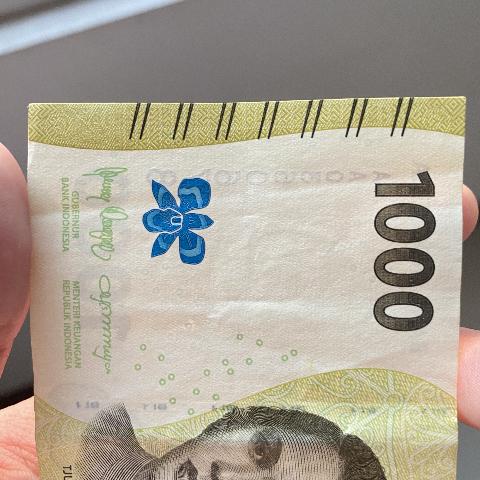 1000
GUBERNUR
BANK INDONESIA
MENTERI KEUANGAN
REPUBLIK INDONESIA